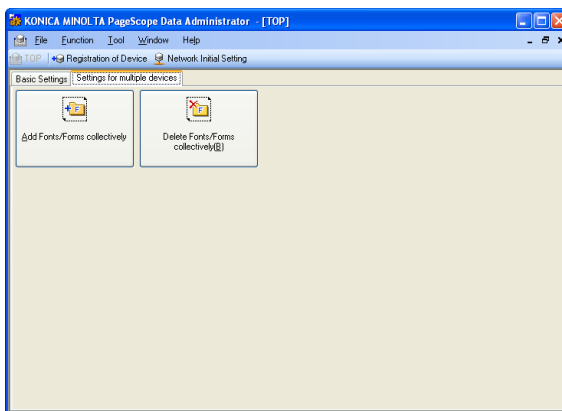 KONICA MINOLTA PageScope Data Administrator - [TOP]
File Function Tool Window Help
TOP Registration of Device Network Initial Setting
Basic Settings Settings for multiple devices
F F
Add Fonts/Forms collectively Delete Fonts/Forms
collectively(B)